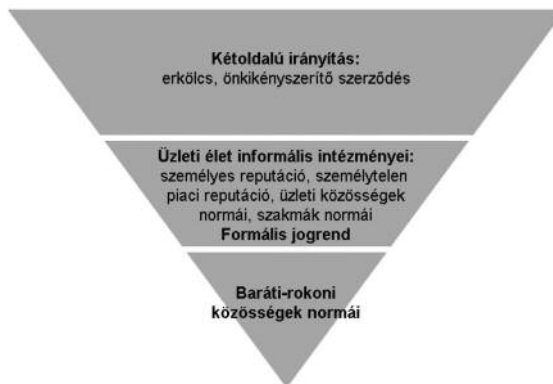 Kétoldalú irányítás:
erkölcs, önkikényszerítő szerződés
Üzleti élet informális intézményei:
személyes reputáció, személytelen
piaci reputáció, üzleti közösségek
normái, szakmák normái
Formális jogrend
Baráti-rokoni
közösségek normái